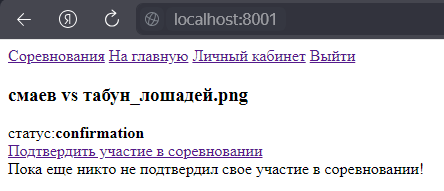 localhost:8001
Соревнования На главную Личный кабинет Выйти
смаев vs табун_лошадей.png
статус:confirmation
Подтвердить участие в соревновании
Пока еще никто не подтвердил свое участие в соревновании!